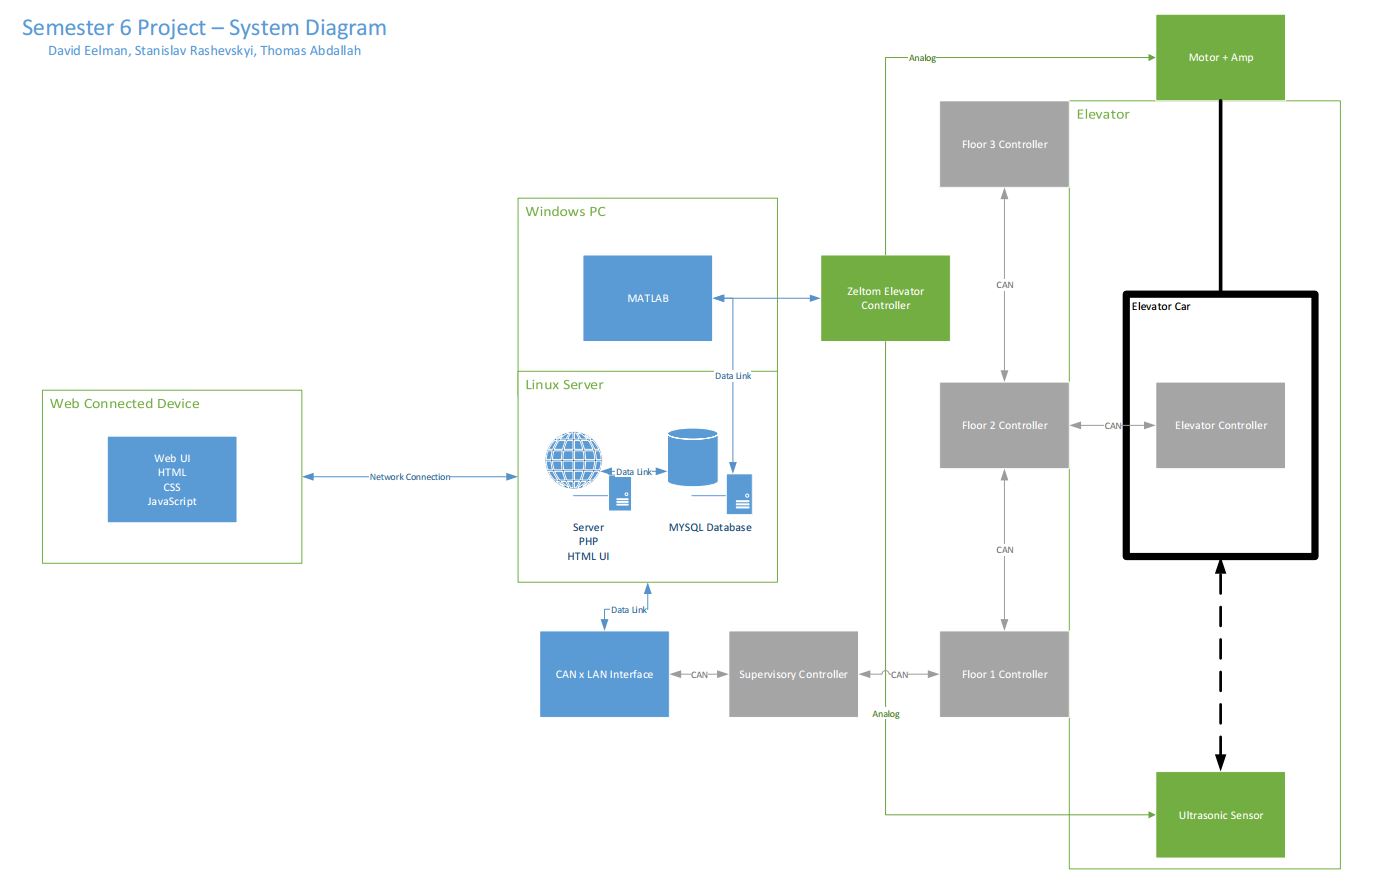 Semester 6 Project – System Diagram
David Eelman, Stanislav Rashevskyi, Thomas Abdallah
Motor + Amp
Analog
Elevator
Floor 3 Controller
Windows PC
MATLAB
Zeltom Elevator
Controller
CAN
Elevator Car
Data Link
Linux Server
Web Connected Device
Web UI
HTML
CSS
JavaScript
Network Connection
Data Link
Server
PHP
HTML UI
MYSQL Database
Floor 2 Controller
CAN
Elevator Controller
CAN
Data Link
CAN x LAN Interface
CAN
Supervisory Controller
CAN
Floor 1 Controller
Analog
Ultrasonic Sensor